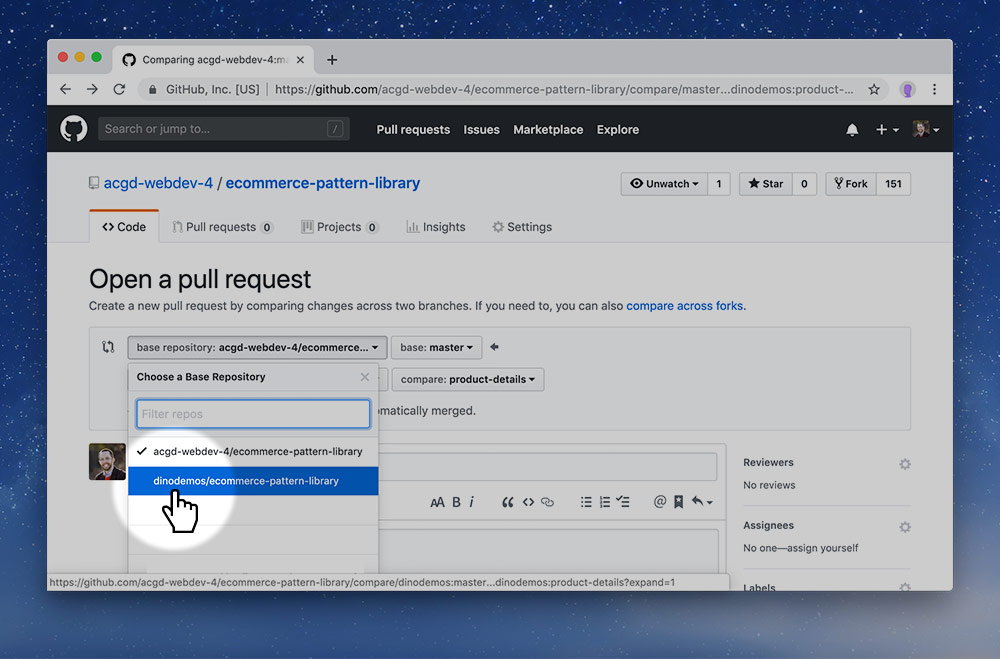 Comparing acgd-webdev-4:ma
GitHub, Inc. [US] | https://github.com/acgd-webdev-4/ecommerce-pattern-library/compare/master...dinodemos:product-...
Search or jump to... /
Pull requests Issues Marketplace Explore
acgd-webdev-4 / ecommerce-pattern-library
Unwatch 1 Star 0 Fork 151
Code Pull requests 0 Projects 0 Insights Settings
Open a pull request
Create a new pull request by comparing changes across two branches. If you need to, you can also compare across forks.
base repository: acgd-webdev-4/ecommerce... base: master
Choose a Base Repository
compare: product-details
Filter repos
omatically merged.
acgd-webdev-4/ecommerce-pattern-library
dinodemos/ecommerce-pattern-library
AA B i
Reviewers
No reviews
Assignees
No one—assign yourself
Labels
https://github.com/acgd-webdev-4/ecommerce-pattern-library/compare/dinodemos:master...dinodemos:product-details?expand=1